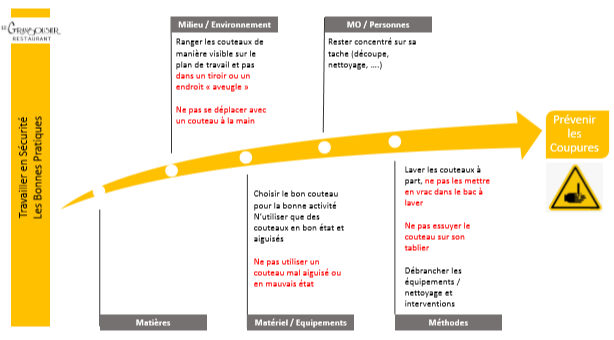 LE GRAND SOUPER
RESTAURANT
Travailler en Sécurité
Les Bonnes Pratiques
Milieu / Environnement
Ranger les couteaux de
manière visible sur le
plan de travail et pas
dans un tiroir ou un
endroit « aveugle »
Ne pas se déplacer avec
un couteau à la main
MO / Personnes
Rester concentré sur sa
tache (découpe,
nettoyage, ....)
Prévenir
les
Coupures
Choisir le bon couteau
pour la bonne activité
N'utiliser que des
couteaux en bon état et
aiguisés
Ne pas utiliser un
couteau mal aiguisé ou
en mauvais état
Laver les couteaux à
part, ne pas les mettre
en vrac dans le bac à
laver
Ne pas essuyer le
couteau sur son
tablier
Débrancher les
équipements /
nettoyage et
interventions
Matières
Matériel / Equipements
Méthodes